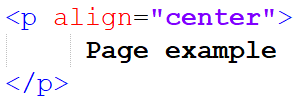 <p align="center">
Page example
</p>